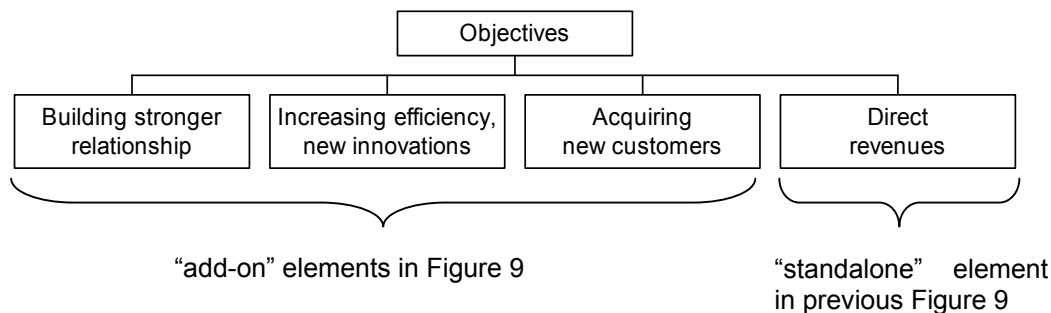 Objectives
Building stronger
relationship
Increasing efficiency,
new innovations
Acquiring
new customers
Direct
revenues
“add-on” elements in Figure 9
“standalone” element
in previous Figure 9